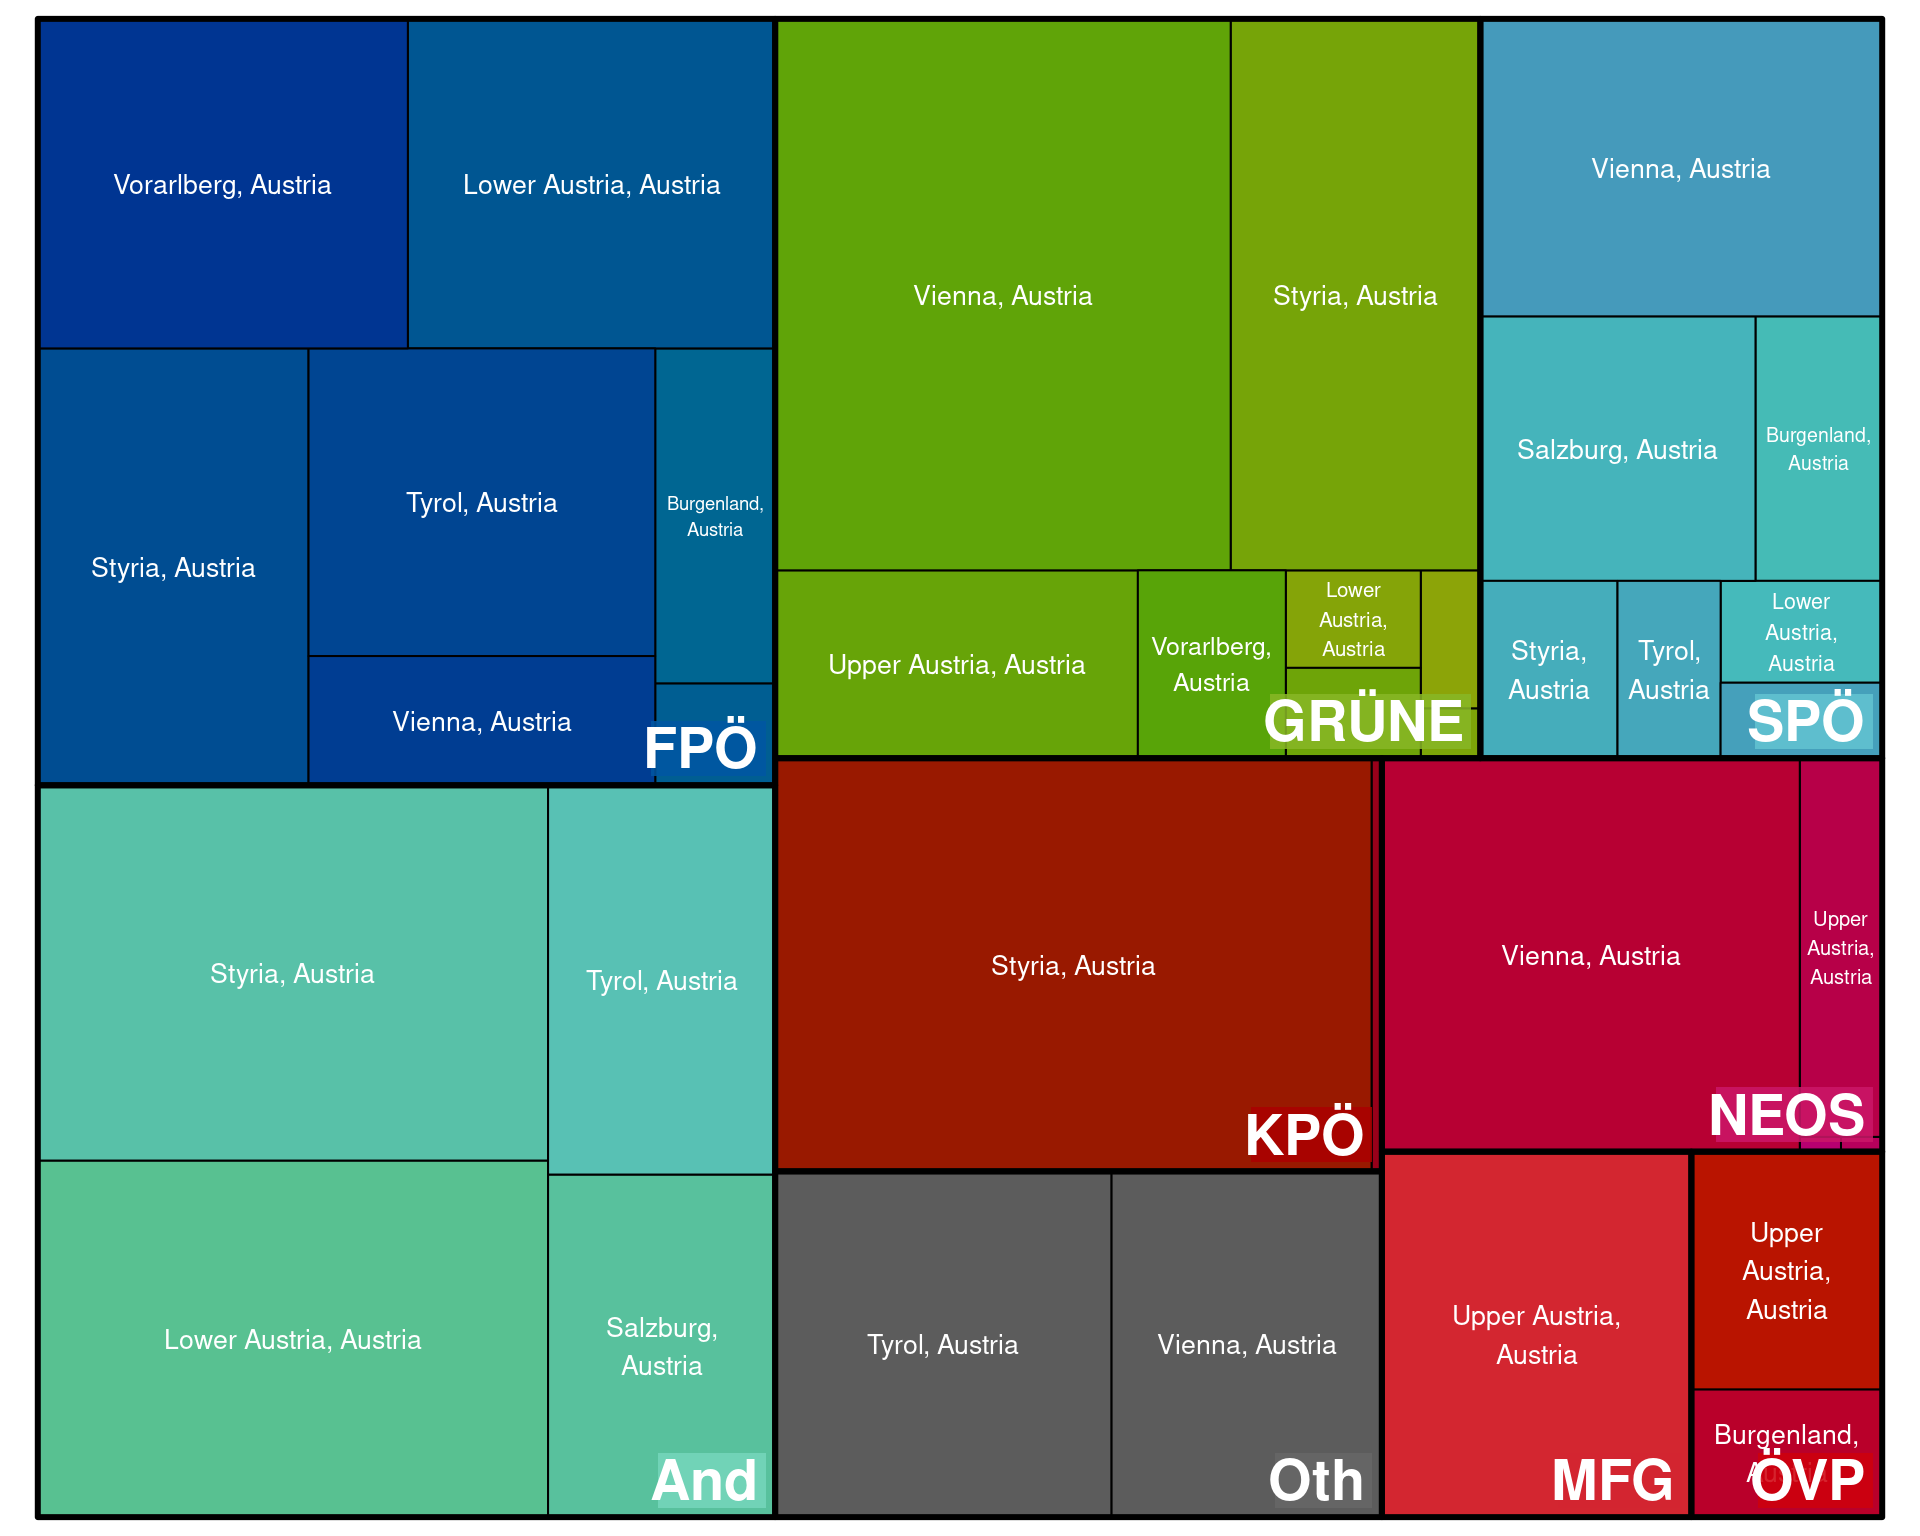 Vorarlberg, Austria
Lower Austria, Austria
Styria, Austria
Tyrol, Austria
Burgenland,
Austria
Vienna, Austria
FPÖ
Vienna, Austria
Styria, Austria
Upper Austria, Austria
Vorarlberg,
Austria
Lower
Austria,
Austria
GRÜNE
Vienna, Austria
Salzburg, Austria
Burgenland,
Austria
Styria,
Austria
Tyrol,
Austria
Lower
Austria,
Austria
SPÖ
Styria, Austria
Tyrol, Austria
Lower Austria, Austria
Salzburg,
Austria
And
Styria, Austria
KPÖ
Vienna, Austria
Upper
Austria,
Austria
NEOS
Tyrol, Austria
Vienna, Austria
Oth
Upper Austria,
Austria
MFG
Upper
Austria,
Austria
Burgenland,
ÖVP